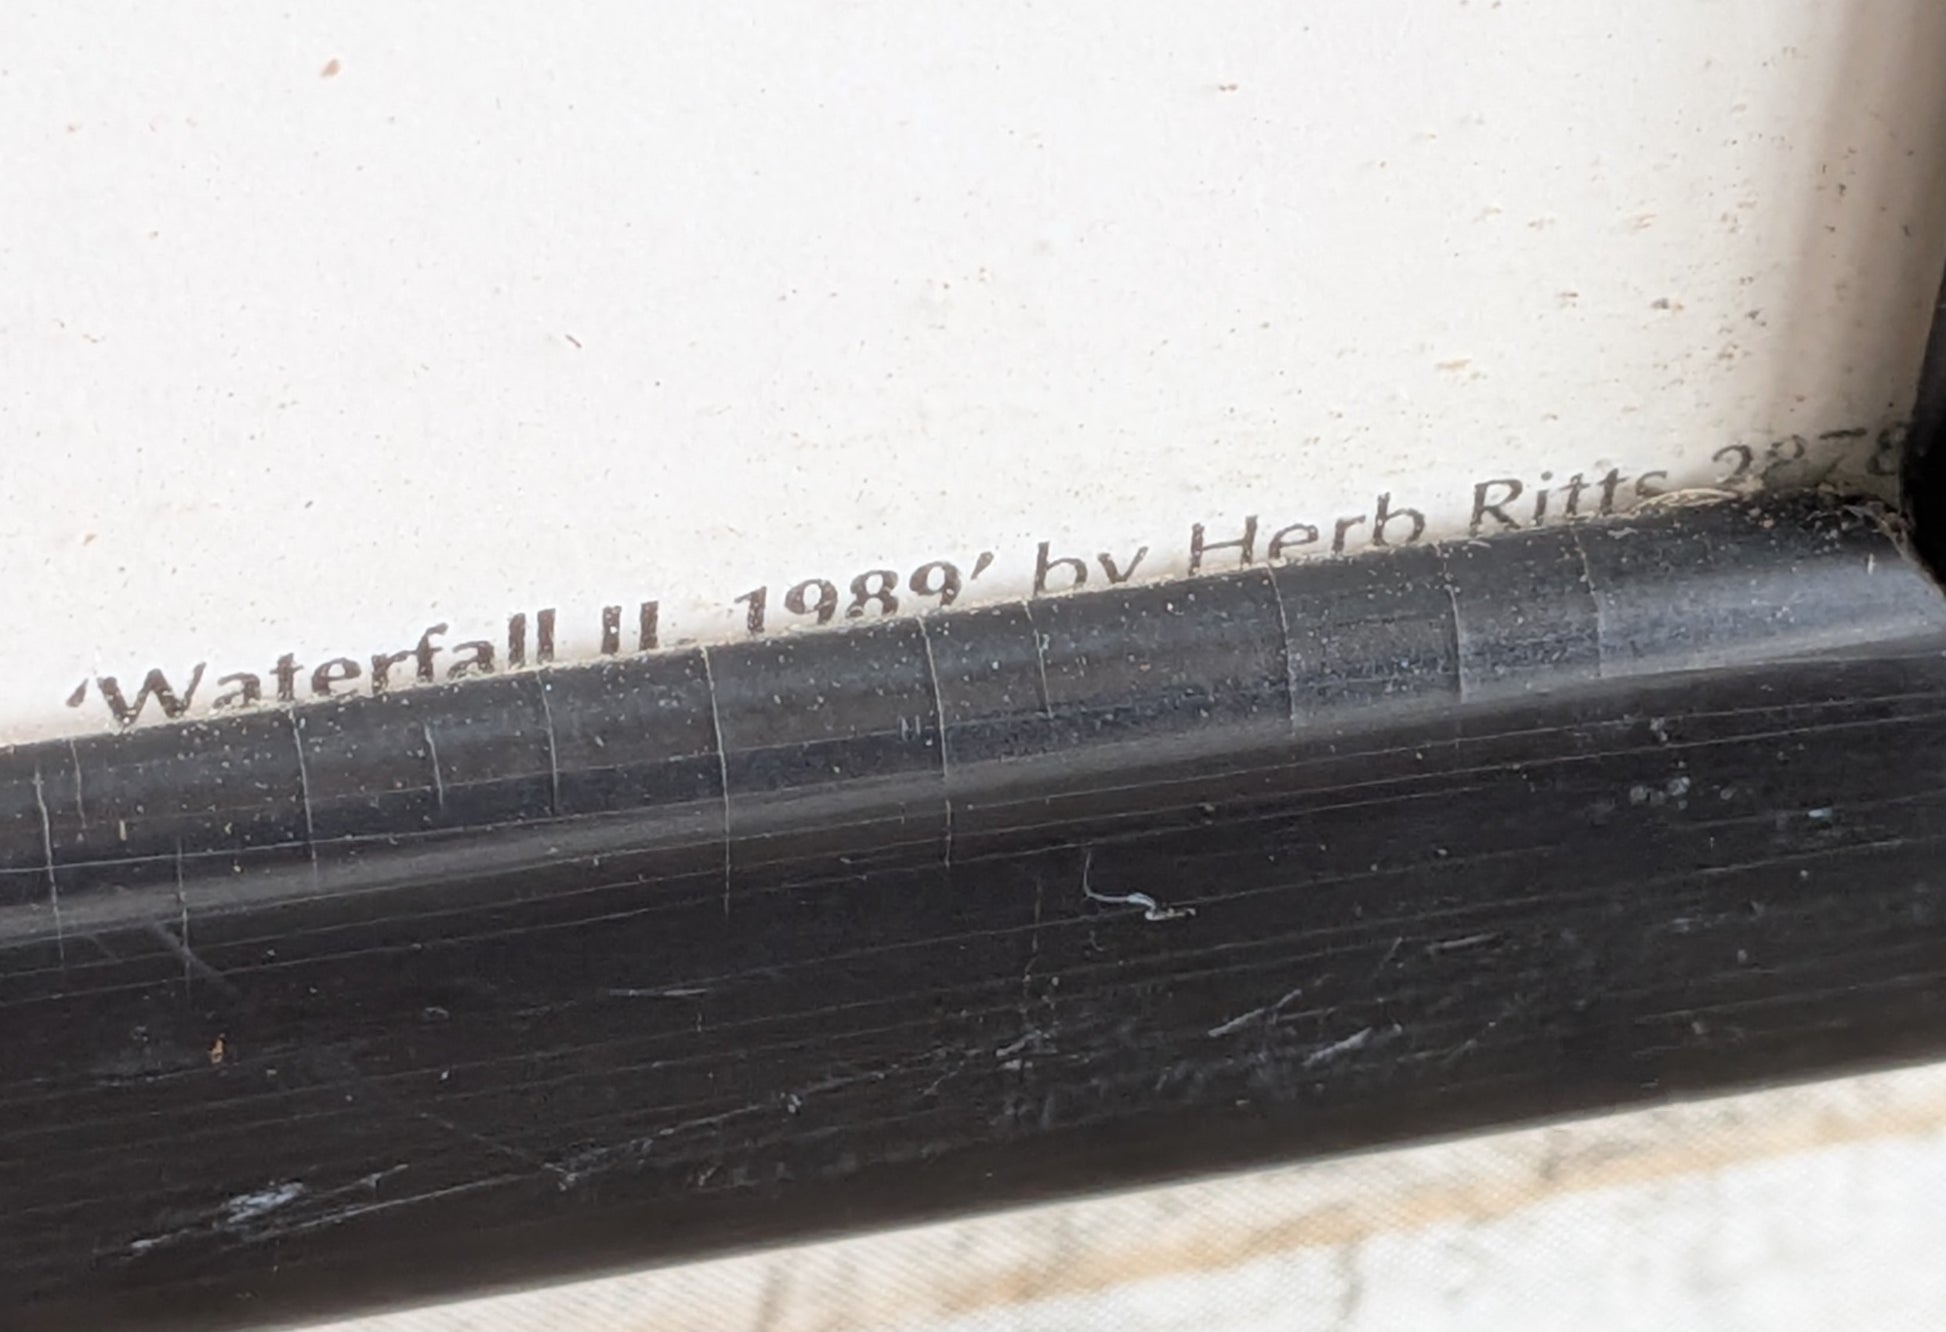 'Waterfall II, 1989' by Herb Ritts